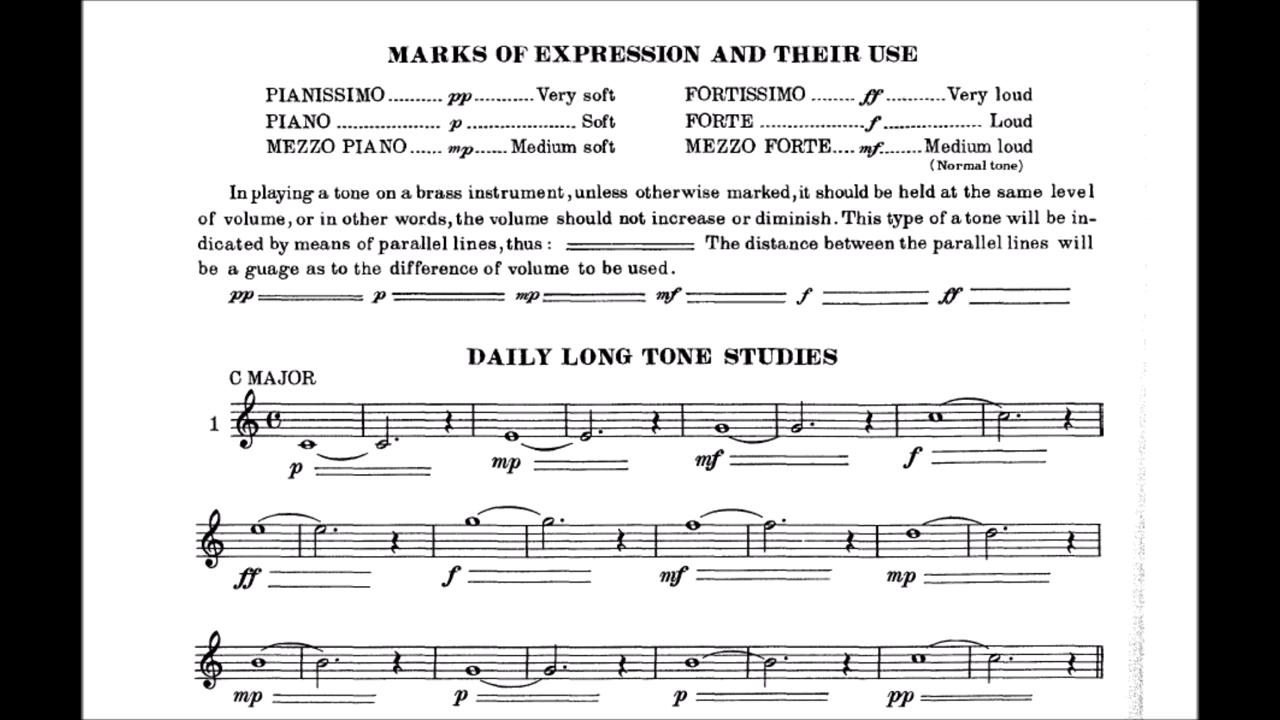 MARKS OF EXPRESSION AND THEIR USE
PIANISSIMO .......... pp ........... Very soft FORTISSIMO ........ ff ........... Very loud
PIANO ................... p .................... Soft FORTE ................... f .................. Loud
MEZZO PIANO ...... mp ...... Medium soft MEZZO FORTE.... mf ....... Medium loud
(Normal tone)
In playing a tone on a brass instrument, unless otherwise marked, it should be held at the same level
of volume, or in other words, the volume should not increase or diminish. This type of a tone will be in-
dicated by means of parallel lines, thus: The distance between the parallel lines will
be a guage as to the difference of volume to be used.
pp p mp mf f ff
DAILY LONG TONE STUDIES
C MAJOR
1
p mp mf f
ff f mf mp
mp p p pp